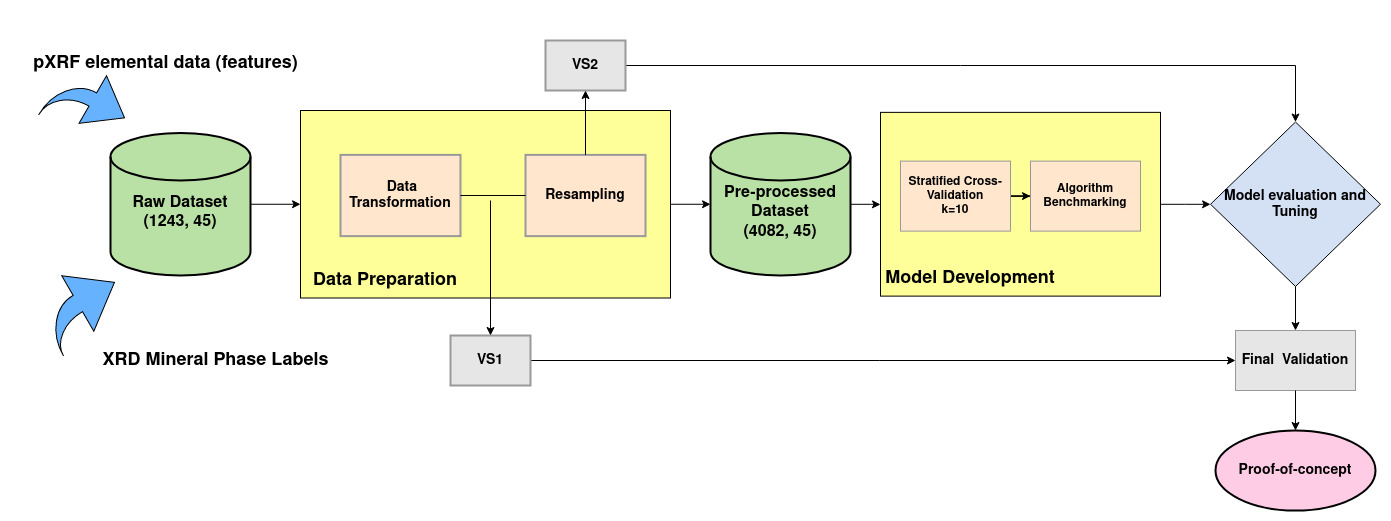 pXRF elemental data (features)
VS2
Raw Dataset
(1243, 45)
Data
Transformation
Resampling
Data Preparation
Pre-processed
Dataset
(4082, 45)
Stratified Cross-
Validation
k=10
Algorithm
Benchmarking
Model Development
Model evaluation and
Tuning
XRD Mineral Phase Labels
VS1
Final  Validation
Proof-of-concept